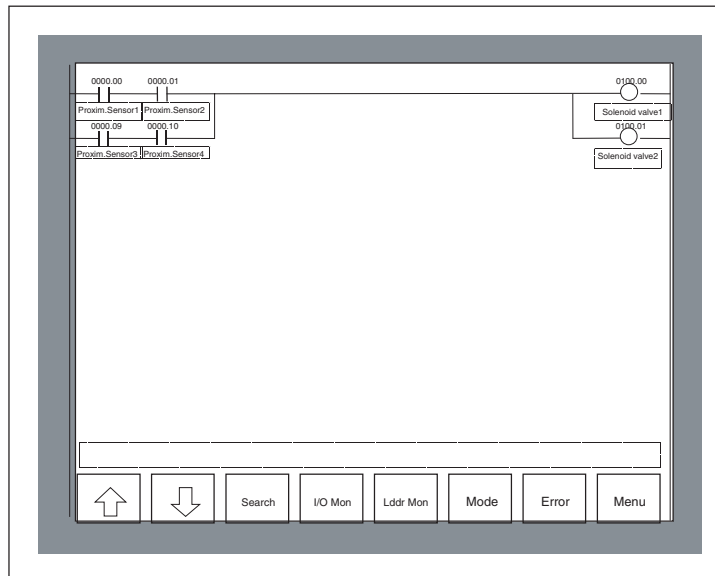 0000.00 0000.01 0100.00
Proxim.Sensor1 Proxim.Sensor2 Solenoid valve1
0000.09 0000.10 0100.01
Proxim.Sensor3 Proxim.Sensor4 Solenoid valve2
Search I/O Mon Lddr Mon Mode Error Menu